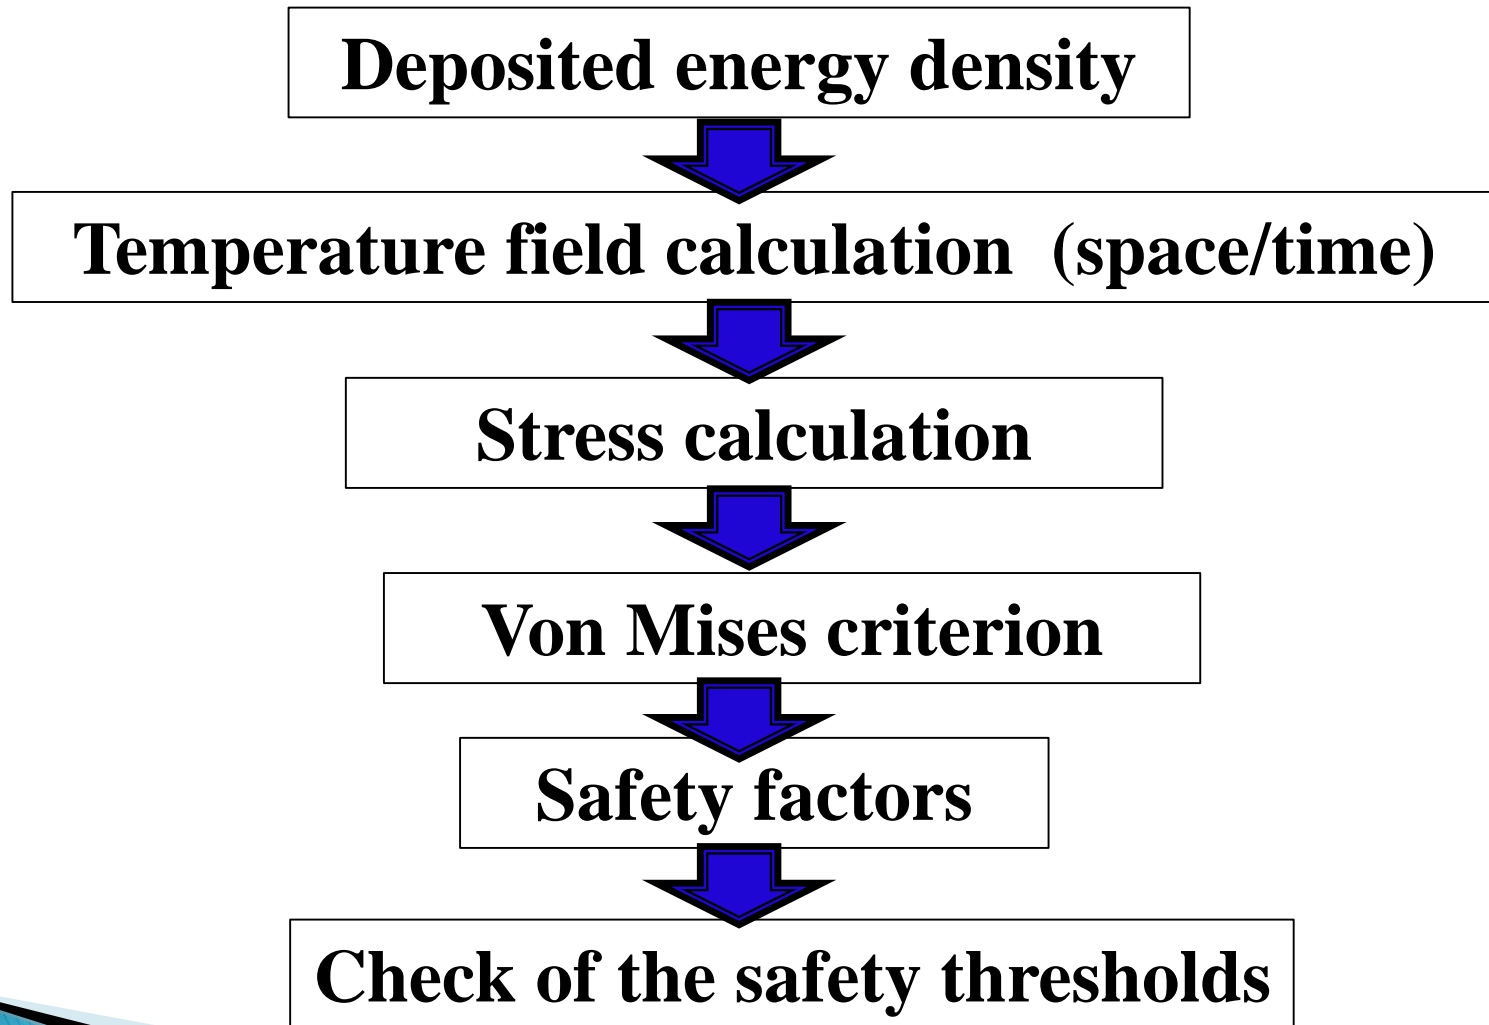 Deposited energy density
Temperature field calculation (space/time)
Stress calculation
Von Mises criterion
Safety factors
Check of the safety thresholds